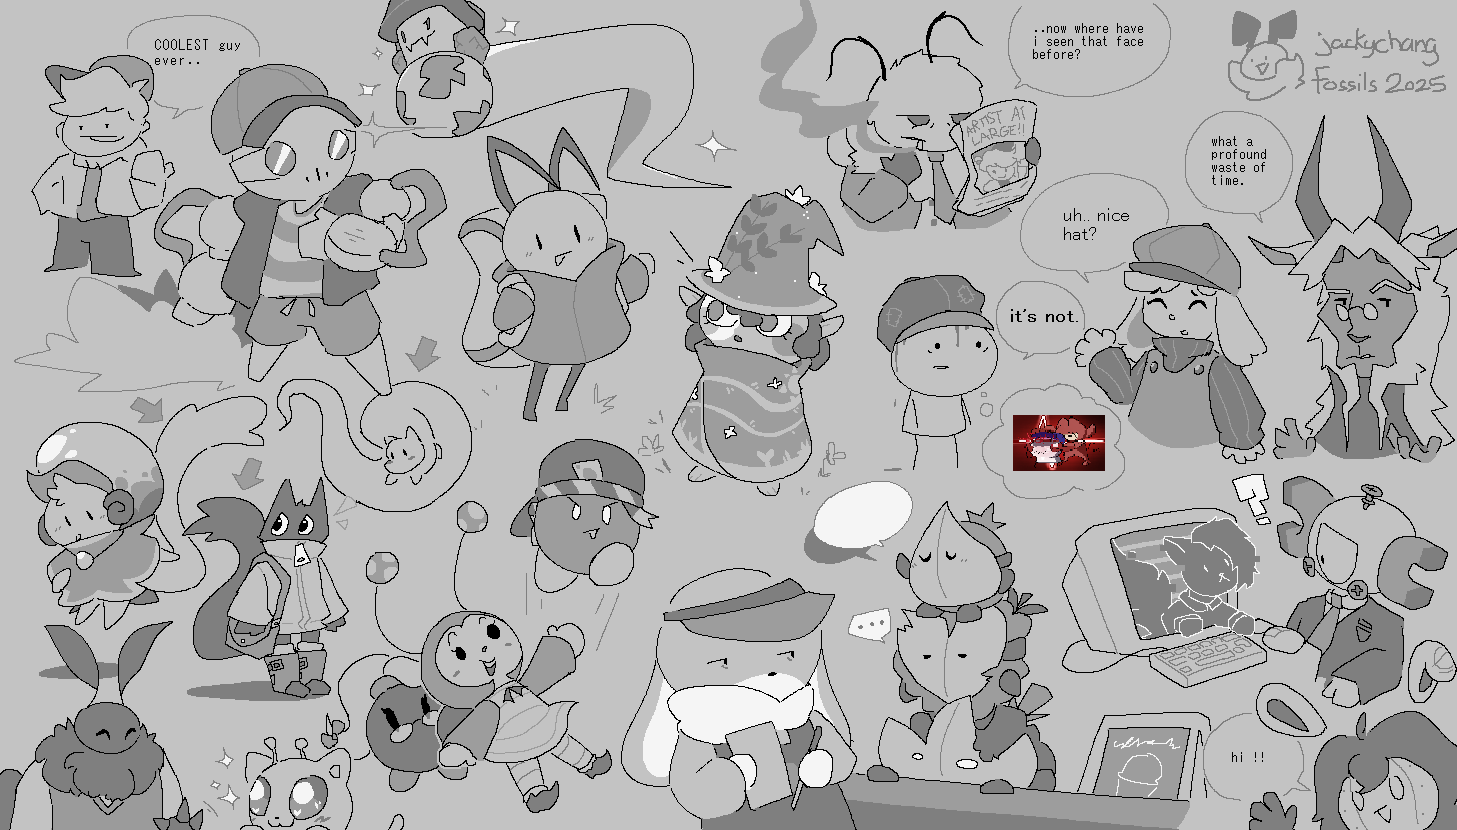 COOLEST guy
ever..
..now where have
i seen that face
before?
jackychang
Fossils 2025
ARTIST AT
LARGE!!
what a
profound
waste of
time.
uh.. nice
hat?
it's not.
hi !!